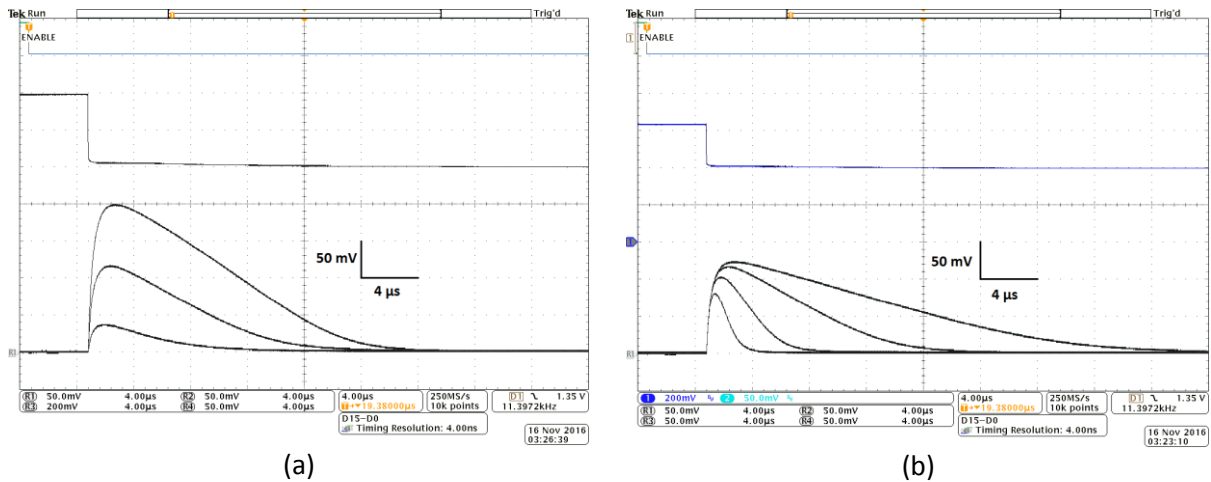 Tek Run
Trig'd
ENABLE
50 mV
4 µs
R1
R1 50.0mV 4.00µs R2 50.0mV 4.00µs
R3 200mV 4.00µs R4 50.0mV 4.00µs
4.00µs
T→▼19.38000µs
250MS/s
10k points
D1 1.35 V
11.3972kHz
D15-D0
Timing Resolution: 4.00ns
16 Nov 2016
03:26:39
(a)
Tek Run
Trig'd
1
ENABLE
1
50 mV
4 µs
R1
1 200mV 2 50.0mV
R1 50.0mV 4.00µs R2 50.0mV 4.00µs
R3 50.0mV 4.00µs R4 50.0mV 4.00µs
4.00µs
T→▼19.38000µs
250MS/s
10k points
D1 1.35 V
11.3972kHz
D15-D0
Timing Resolution: 4.00ns
16 Nov 2016
03:23:10
(b)